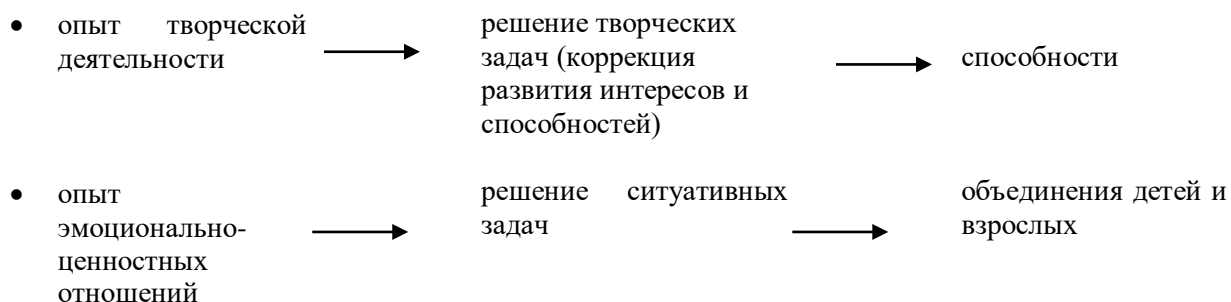 • опыт творческой деятельности
решение творческих задач (коррекция развития интересов и способностей)
способности
• опыт эмоционально-ценностных отношений
решение ситуативных задач
объединения детей и взрослых